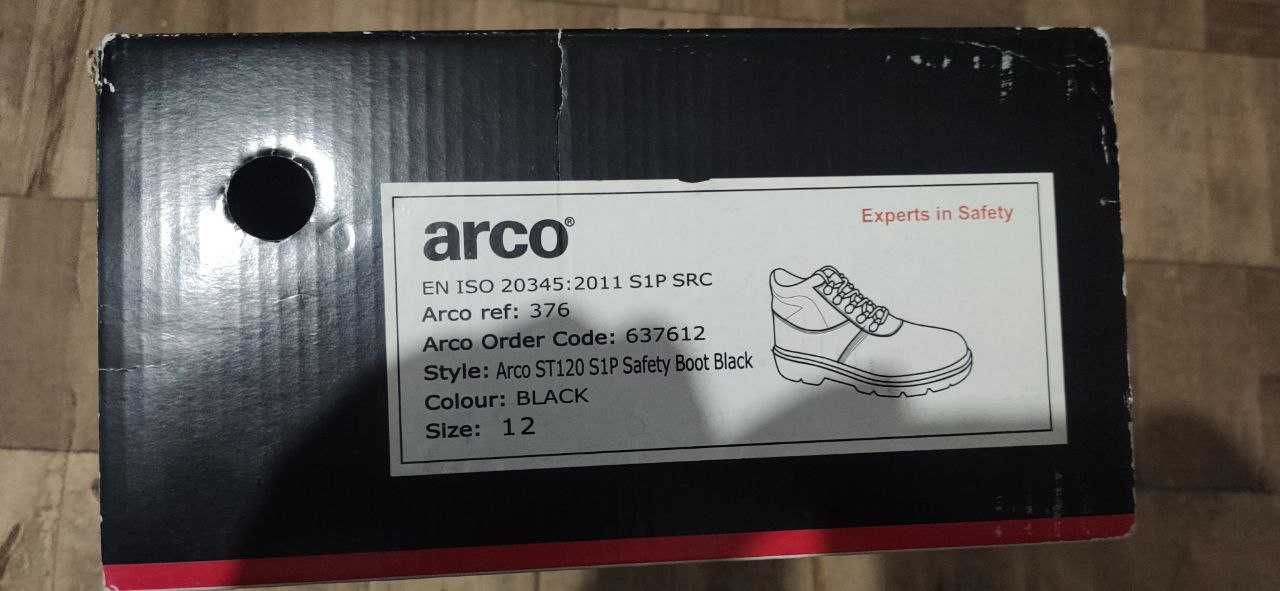 arco®
Experts in Safety
EN ISO 20345:2011 S1P SRC
Arco ref: 376
Arco Order Code: 637612
Style: Arco ST120 S1P Safety Boot Black
Colour: BLACK
Size: 12